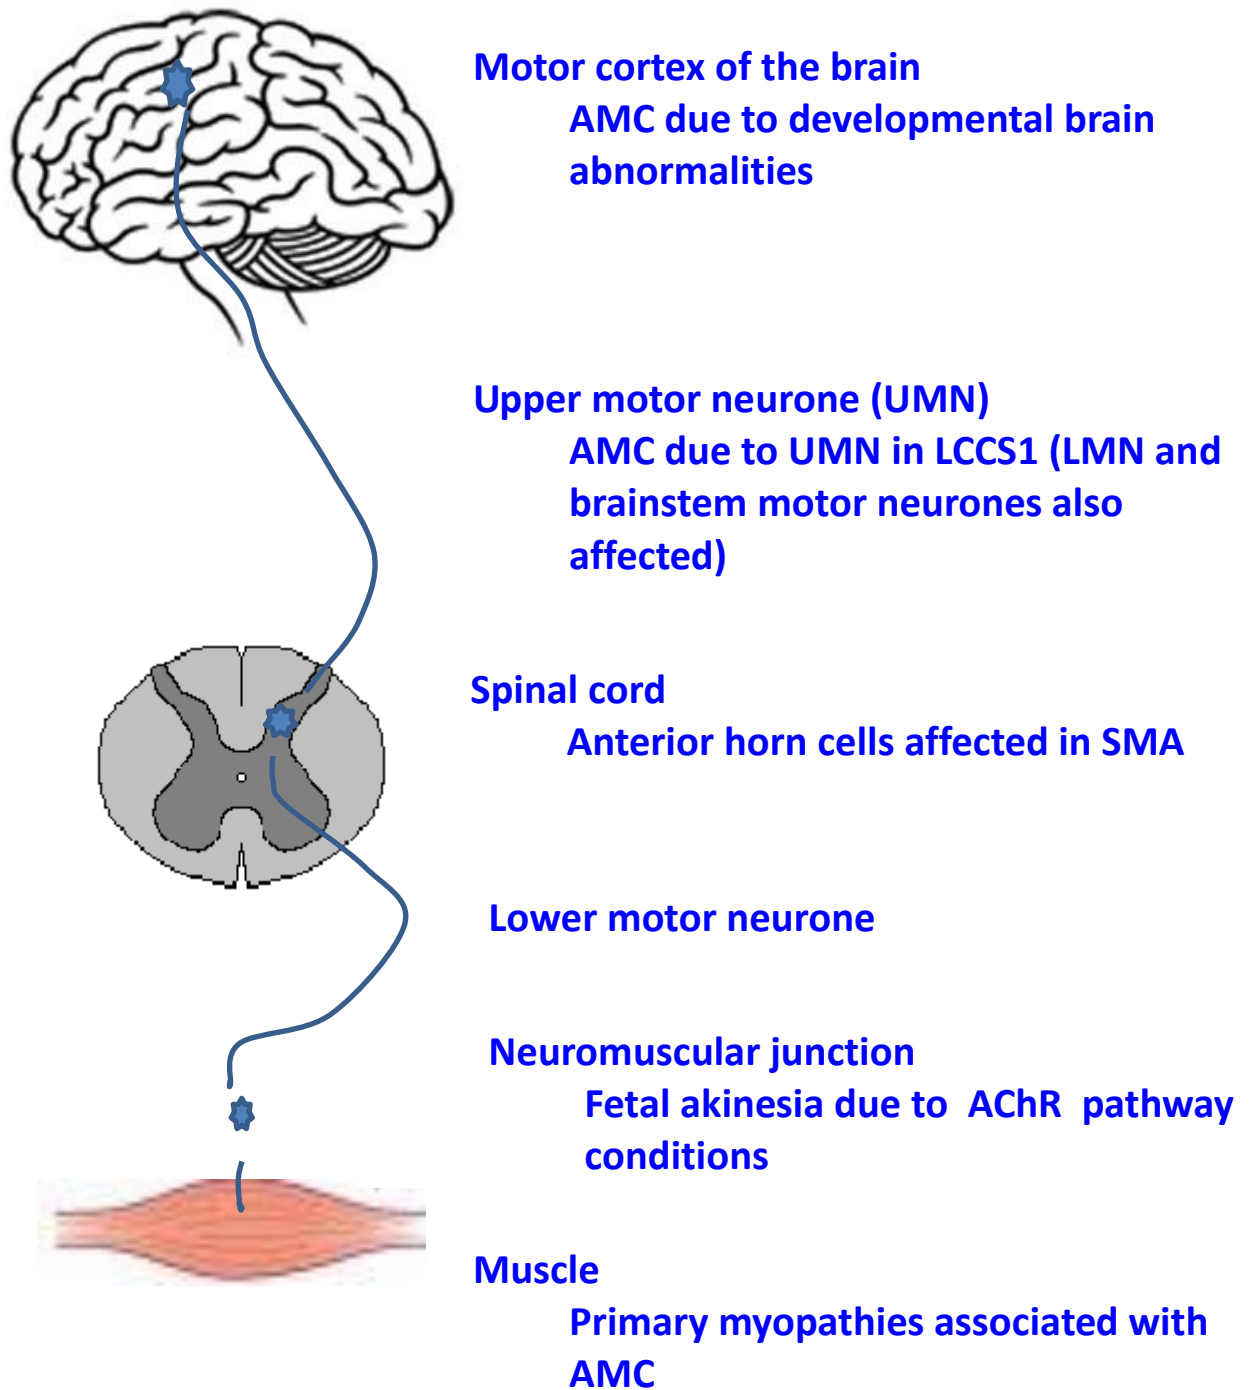 Motor cortex of the brain
AMC due to developmental brain
abnormalities
Upper motor neurone (UMN)
AMC due to UMN in LCCS1 (LMN and
brainstem motor neurones also
affected)
Spinal cord
Anterior horn cells affected in SMA
Lower motor neurone
Neuromuscular junction
Fetal akinesia due to AChR pathway
conditions
Muscle
Primary myopathies associated with
AMC